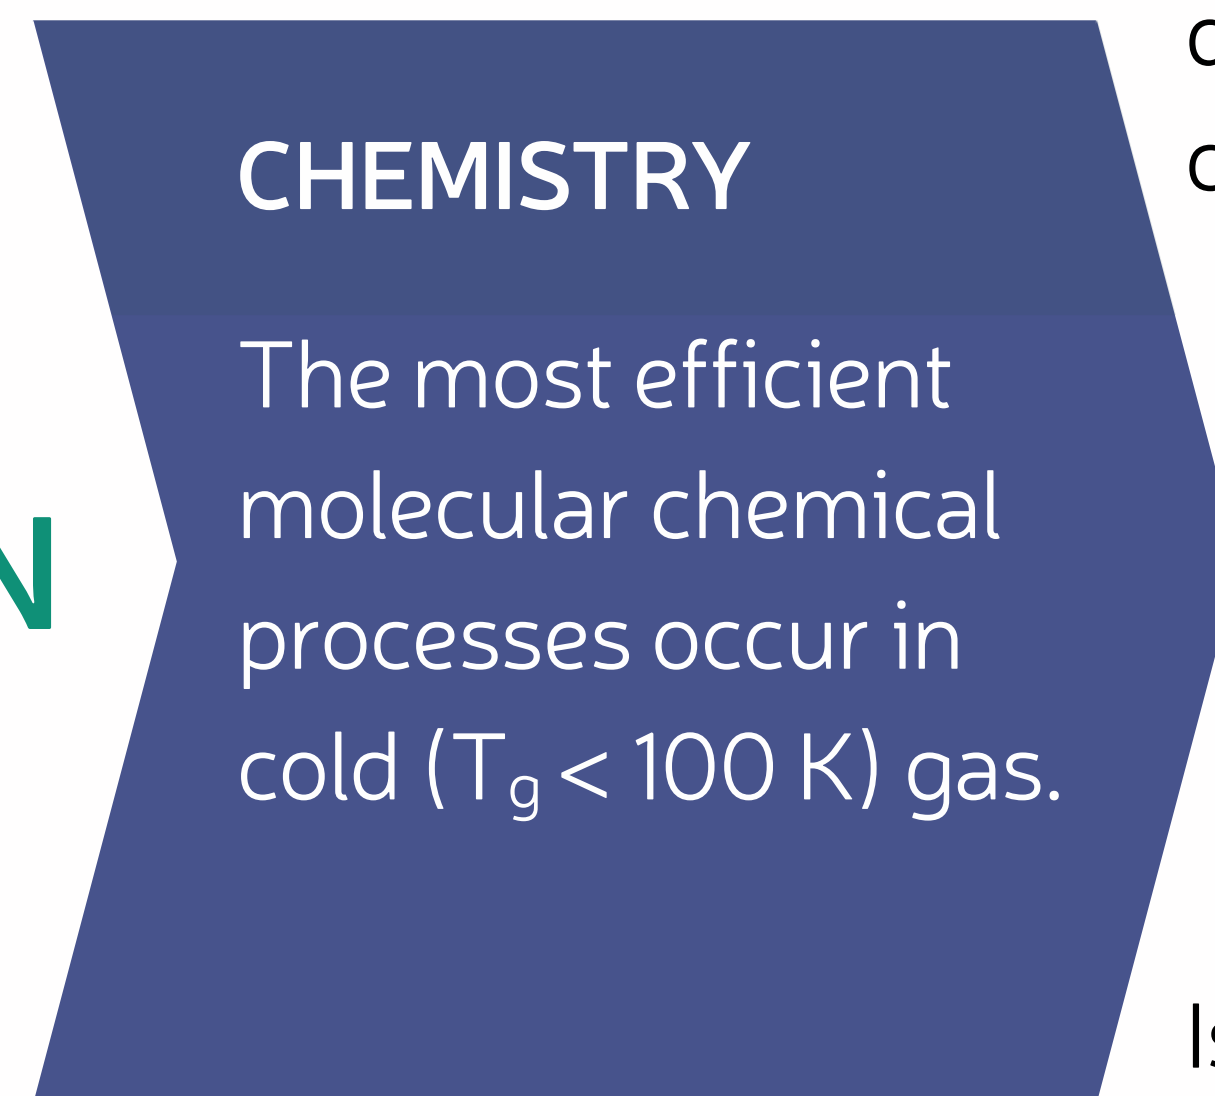 CHEMISTRY
The most efficient
molecular chemical
processes occur in
cold (Tg < 100 K) gas.
N